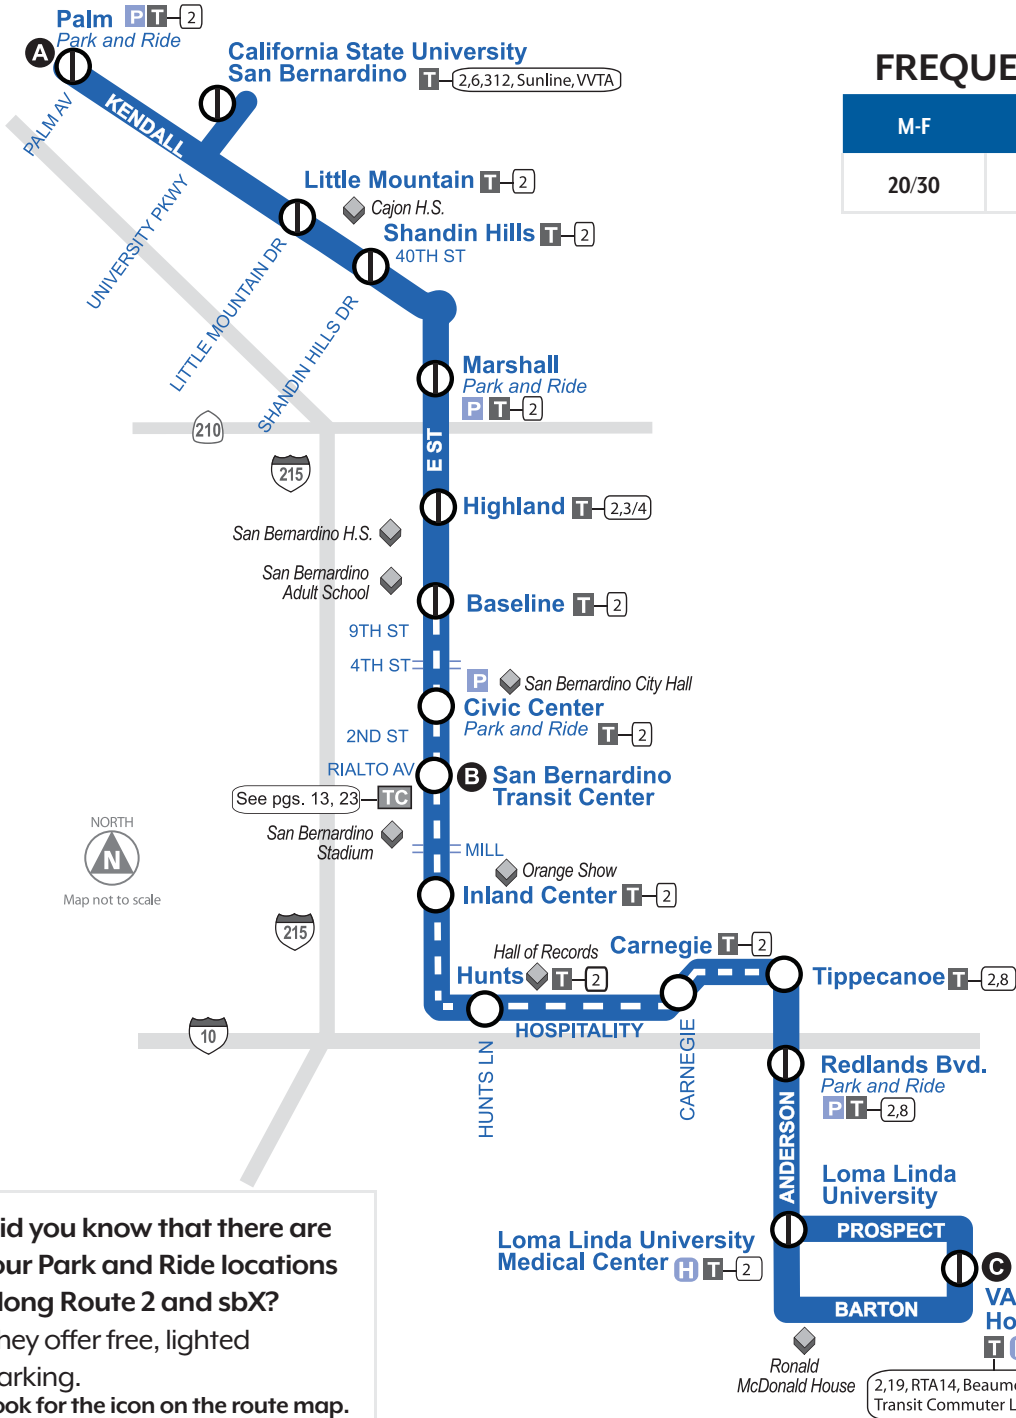 Palm P T 2
Park and Ride
A
California State University
San Bernardino T 2,6,312, Sunline, VVTA
FREQUE
M-F
20/30
PALM AV
KENDALL
UNIVERSITY PKWY
Little Mountain T 2
Cajon H.S.
Shandin Hills T 2
40TH ST
LITTLE MOUNTAIN DR
SHANDIN HILLS DR
Marshall
Park and Ride
P T 2
210
E ST
215
Highland T 2,3/4
San Bernardino H.S.
San Bernardino
Adult School
Baseline T 2
9TH ST
4TH ST
P San Bernardino City Hall
Civic Center
Park and Ride T 2
2ND ST
RIALTO AV
B San Bernardino
Transit Center
See pgs. 13, 23 TC
San Bernardino
Stadium
NORTH
N
Map not to scale
MILL
Orange Show
Inland Center T 2
215
Hall of Records
Carnegie T 2
Hunts T 2
Tippecanoe T 2,8
HOSPITALITY
10
HUNTS LN
CARNEGIE
Redlands Bvd.
Park and Ride
P T 2,8
ANDERSON
Loma Linda
University
PROSPECT
Loma Linda University
Medical Center H T 2
C
VA
Ho
T
BARTON
Ronald
McDonald House
2,19, RTA14, Beaum
Transit Commuter L
id you know that there are
our Park and Ride locations
long Route 2 and sbX?
hey offer free, lighted
arking.
ook for the icon on the route map.